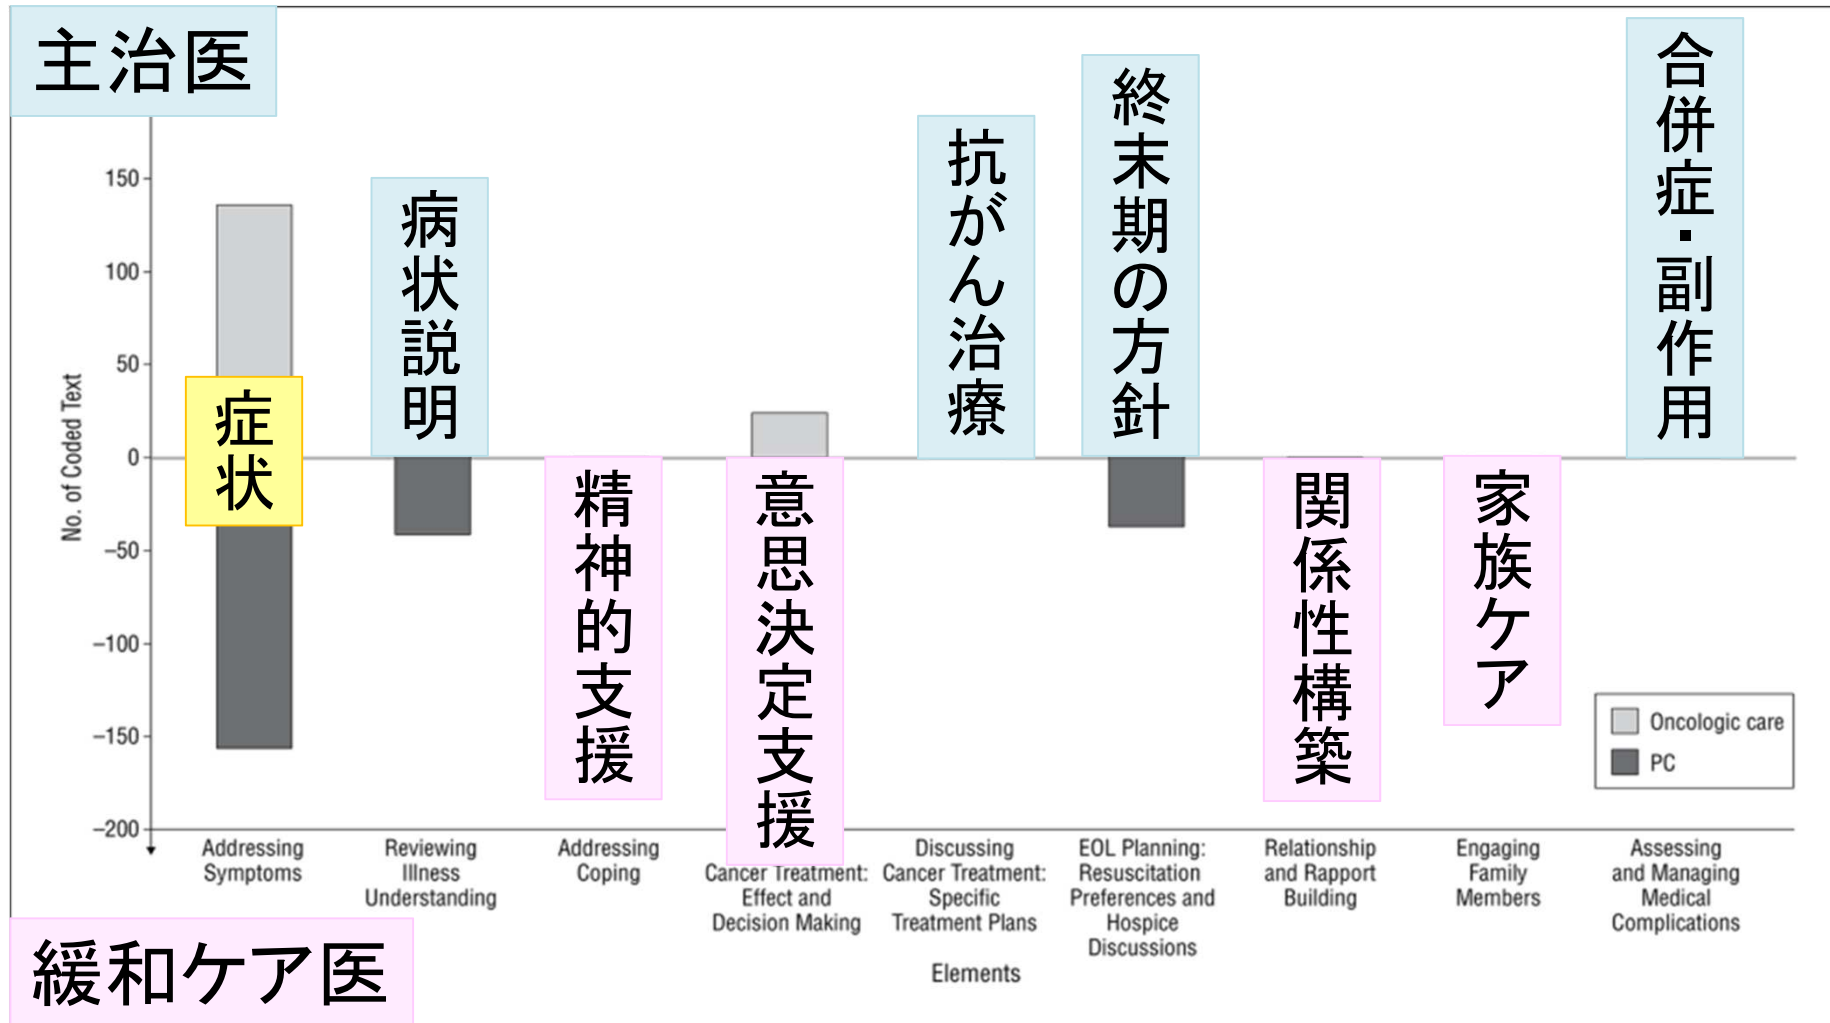 主治医
150
100
50
0
−50
−100
−150
−200
No. of Coded Text
症状
病状説明
精神的支援
意思決定支援
抗がん治療
終末期の方針
関係性構築
家族ケア
合併症・副作用
Oncologic care
PC
Addressing
Symptoms
Reviewing
Illness
Understanding
Addressing
Coping
Cancer Treatment:
Effect and
Decision Making
Discussing
Cancer Treatment:
Specific
Treatment Plans
EOL Planning:
Resuscitation
Preferences and
Hospice
Discussions
Relationship
and Rapport
Building
Engaging
Family
Members
Assessing
and Managing
Medical
Complications
Elements
緩和ケア医